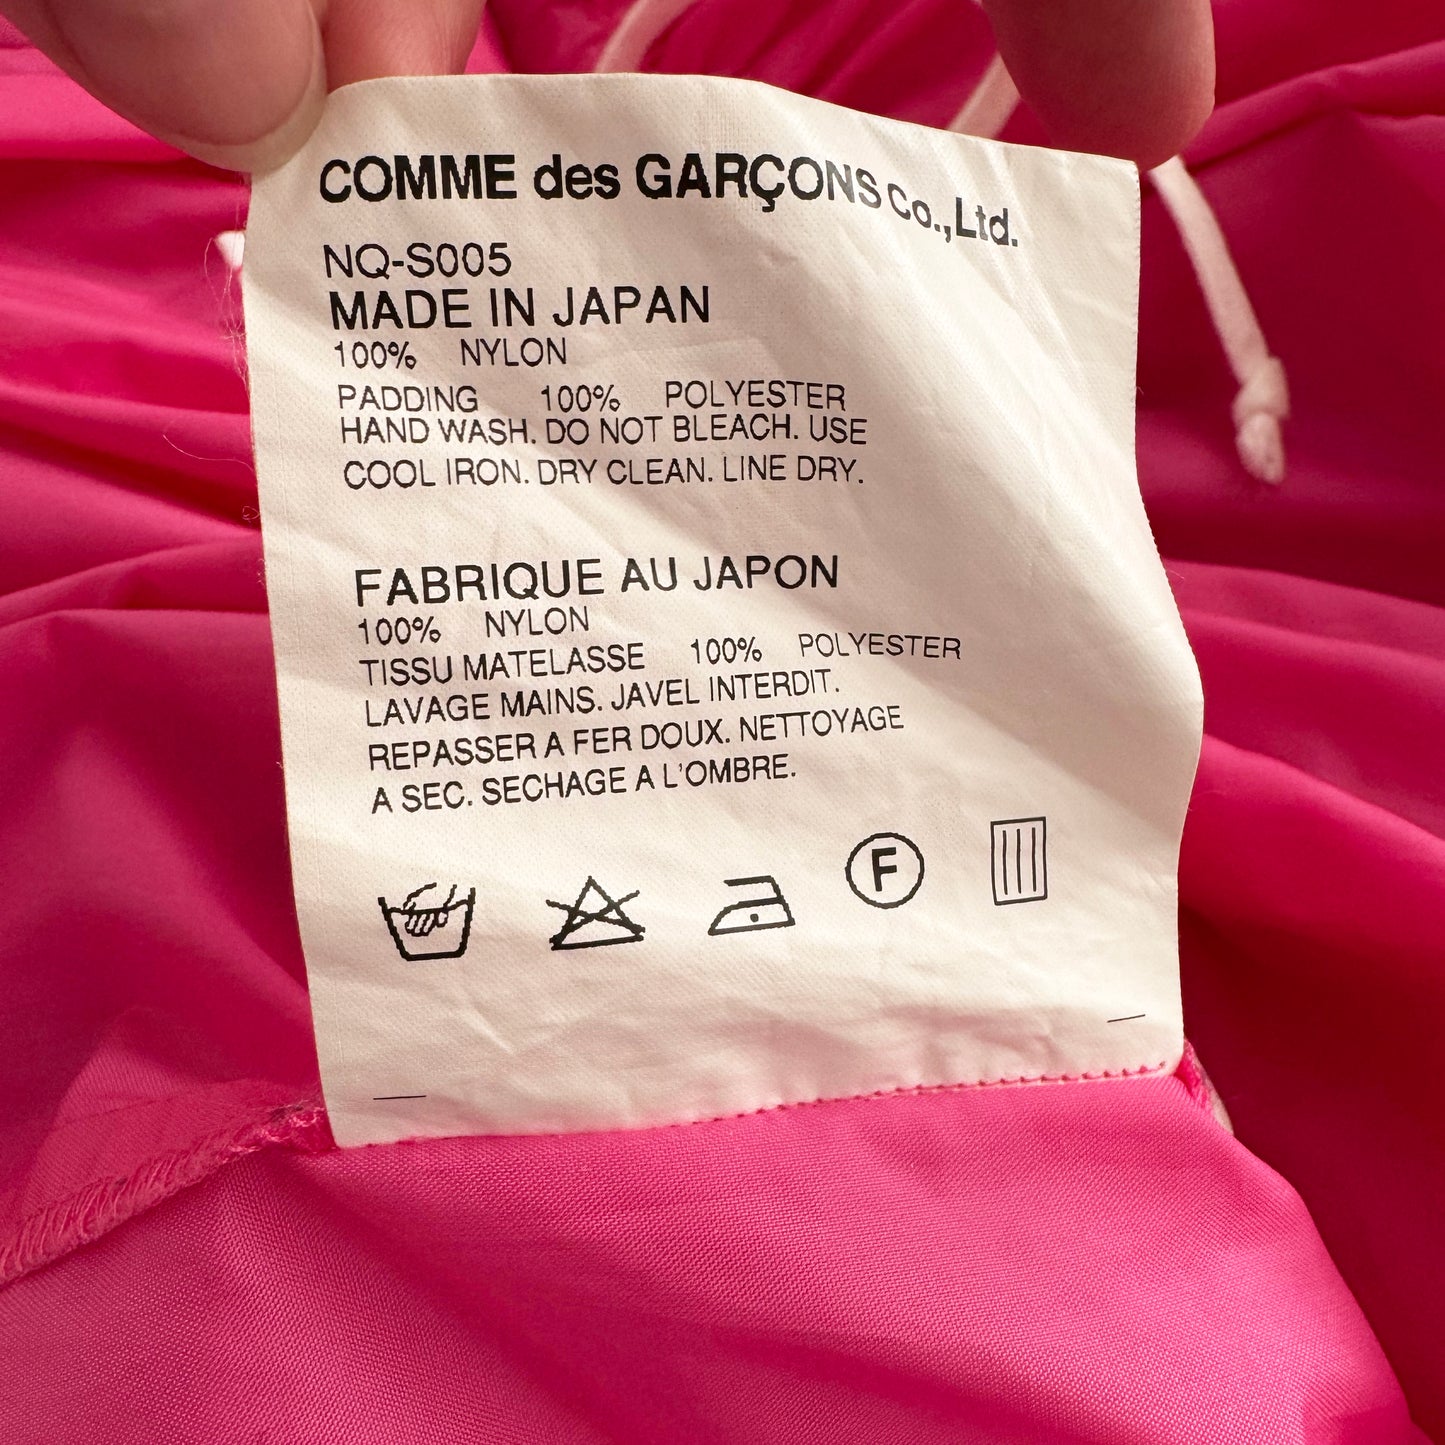 COMME des GARÇONS Co.,Ltd.
NQ-S005
MADE IN JAPAN
100% NYLON
PADDING 100% POLYESTER
HAND WASH. DO NOT BLEACH. USE
COOL IRON. DRY CLEAN. LINE DRY.
FABRIQUE AU JAPON
100% NYLON
TISSU MATELASSE 100% POLYESTER
LAVAGE MAINS. JAVEL INTERDIT.
REPASSER A FER DOUX. NETTOYAGE
A SEC. SECHAGE A L'OMBRE.
F